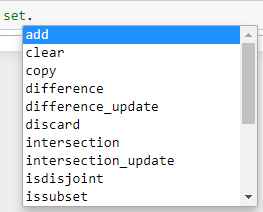 set.
add
clear
copy
difference
difference_update
discard
intersection
intersection_update
isdisjoint
issubset